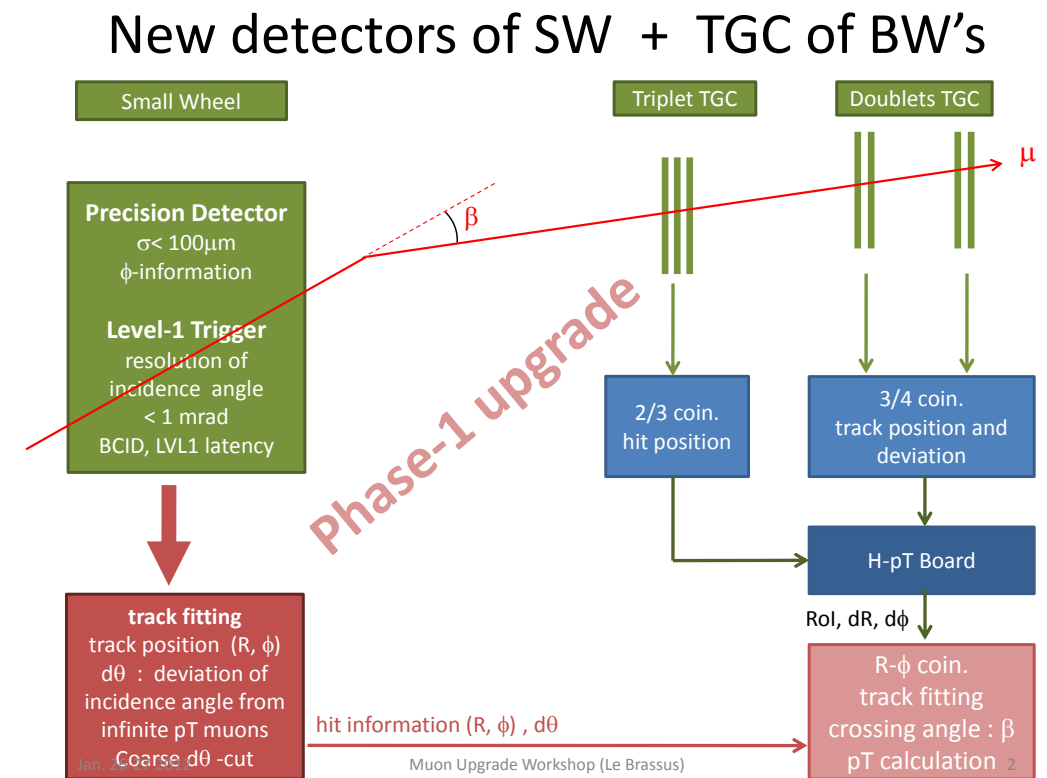 New detectors of SW + TGC of BW's
Small Wheel
Triplet TGC
Doublets TGC
μ
β
Precision Detector
σ< 100μm
ϕ-information
Level-1 Trigger
resolution of
incidence angle
< 1 mrad
BCID, LVL1 latency
Phase-1 upgrade
2/3 coin.
hit position
3/4 coin.
track position and
deviation
H-pT Board
RoI, dR, dϕ
track fitting
track position (R, ϕ)
dθ : deviation of
incidence angle from
infinite pT muons
Coarse dθ -cut
hit information (R, ϕ) , dθ
R-ϕ coin.
track fitting
crossing angle : β
pT calculation
Muon Upgrade Workshop (Le Brassus)
2